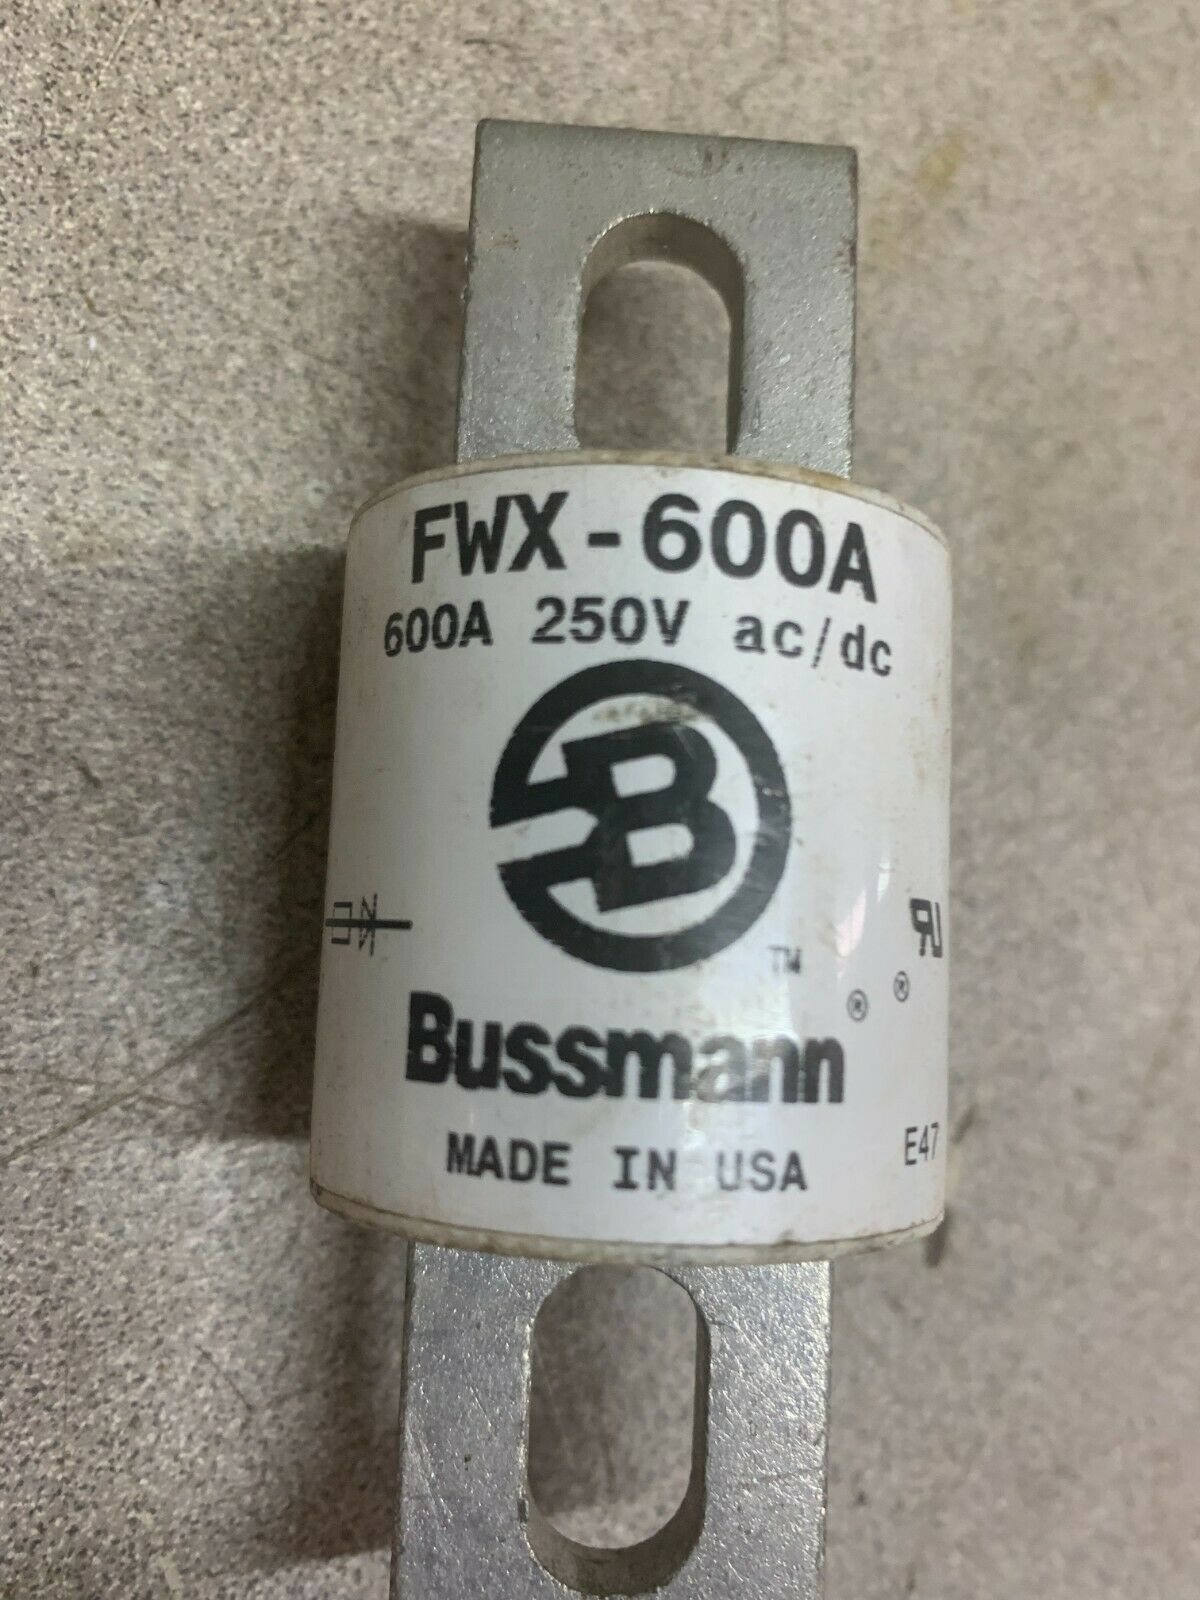 FWX-600A
600A 250V ac/dc
B
TM
Bussmann® ®
MADE IN USA
E47